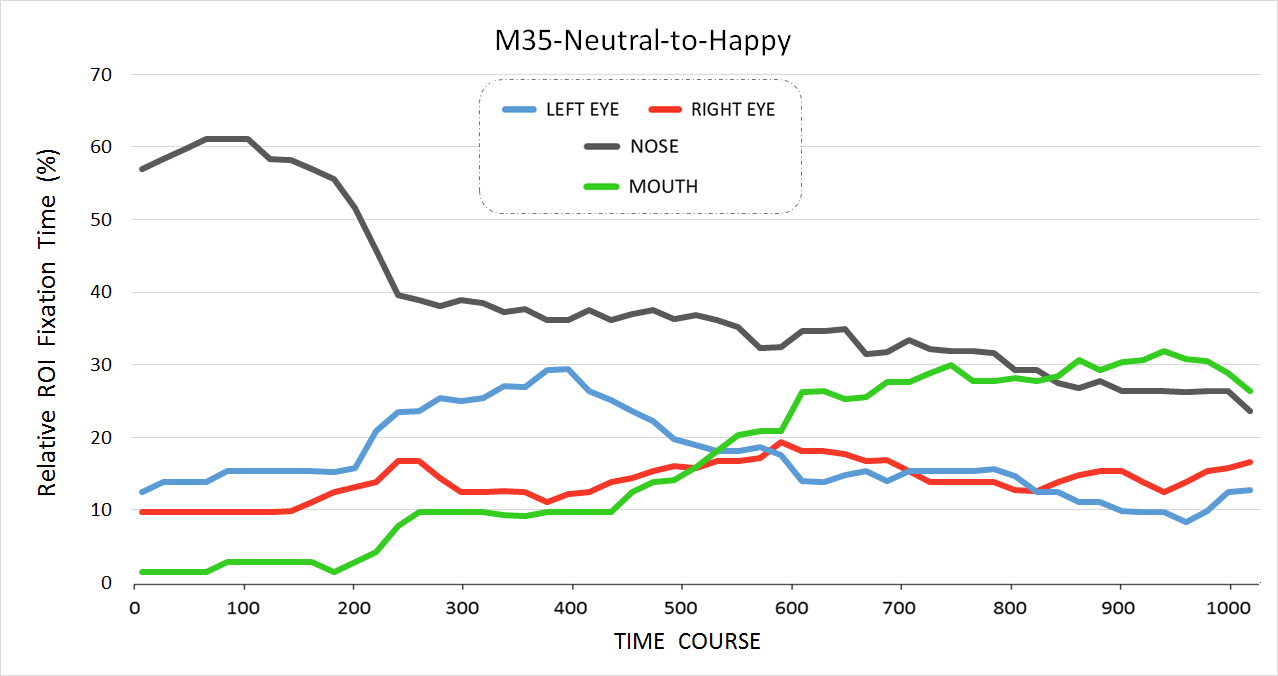 M35-Neutral-to-Happy
70
60
50
40
30
20
10
0
Relative ROI Fixation Time (%)
LEFT EYE RIGHT EYE
NOSE
MOUTH
0 100 200 300 400 500 600 700 800 900 1000
TIME COURSE